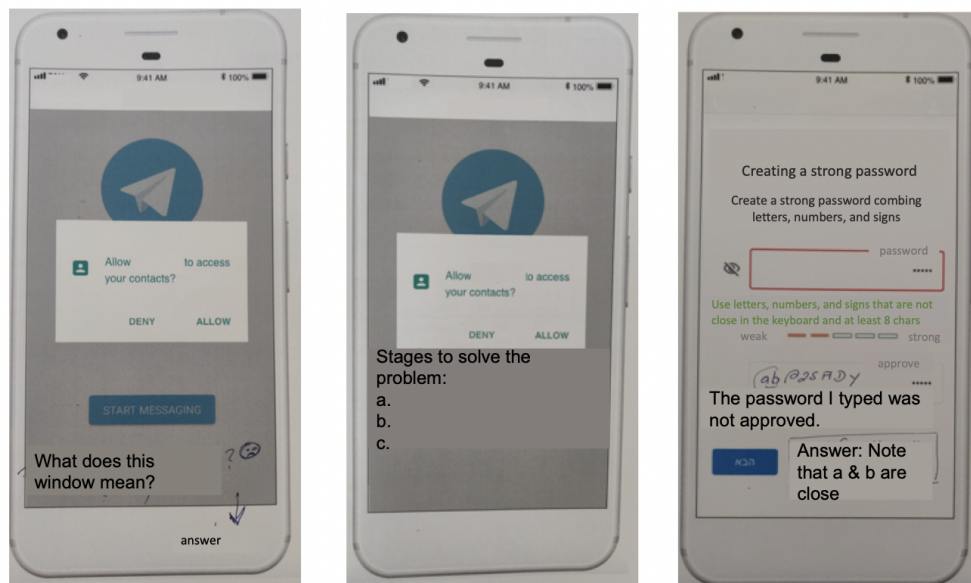 9:41 AM
100%
Allow to access
your contacts?
DENY ALLOW
START MESSAGING
What does this
window mean?
?
answer
9:41 AM
100%
Allow to access
your contacts?
DENY ALLOW
Stages to solve the
problem:
a.
b.
c.
9:41 AM
100%
Creating a strong password
Create a strong password combing
letters, numbers, and signs
password
•••••
Use letters, numbers, and signs that are not
close in the keyboard and at least 8 chars
weak strong
approve
•••••
The password I typed was
not approved.
הבא
Answer: Note
that a & b are
close